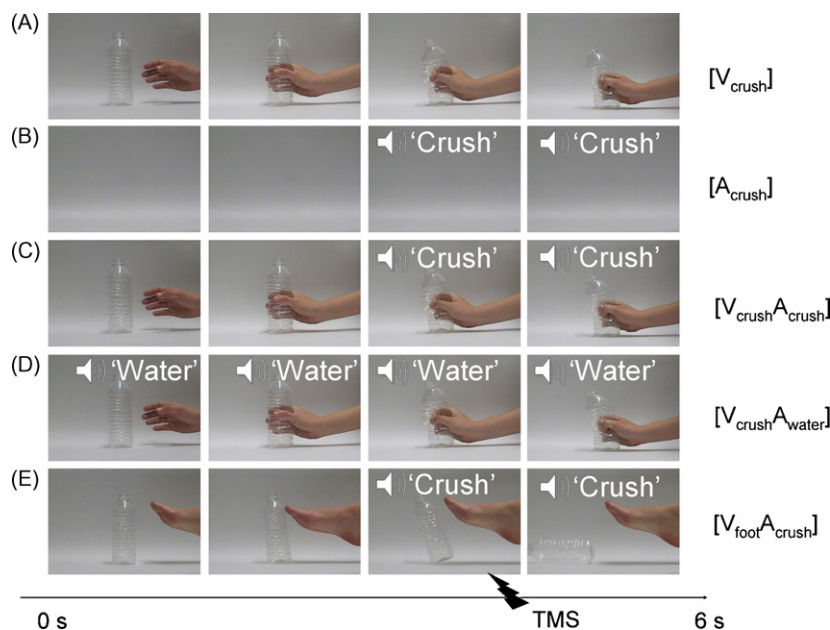 (A)
[Vcrush]
(B)
'Crush' 'Crush'
[Acrush]
(C)
'Crush' 'Crush'
[VcrushAcrush]
(D)
'Water' 'Water' 'Water' 'Water'
[VcrushAwater]
(E)
'Crush' 'Crush'
[VfootAcrush]
0 s TMS 6 s